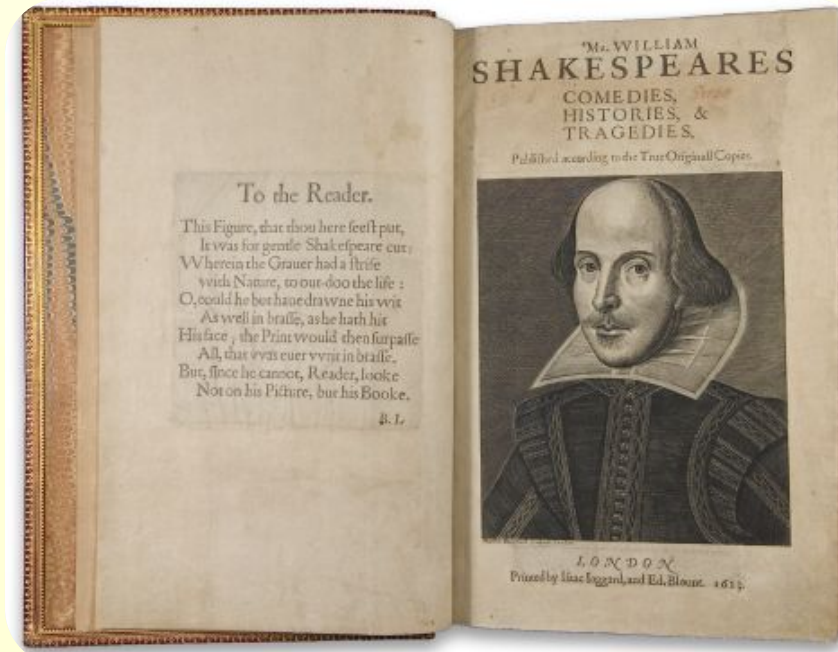 To the Reader.
This Figure, that thou here seeſt put,
It was for gentle Shakeſpeare cut:
Wherein the Grauer had a ſtrife
with Nature, to out-doo the life :
O, could he but haue drawne his wit
As well in braſſe, as he hath hit
His face ; the Print would then ſurpaſſe
All, that vvas euer vvrit in braſſe.
But, ſince he cannot, Reader, looke
Not on his Picture, but his Booke.
B. I.
Mr. WILLIAM
SHAKESPEARES
COMEDIES,
HISTORIES, &
TRAGEDIES.
Publiſhed according to the True Originall Copies.
LONDON
Printed by Iſaac Iaggard, and Ed. Blount. 1623.